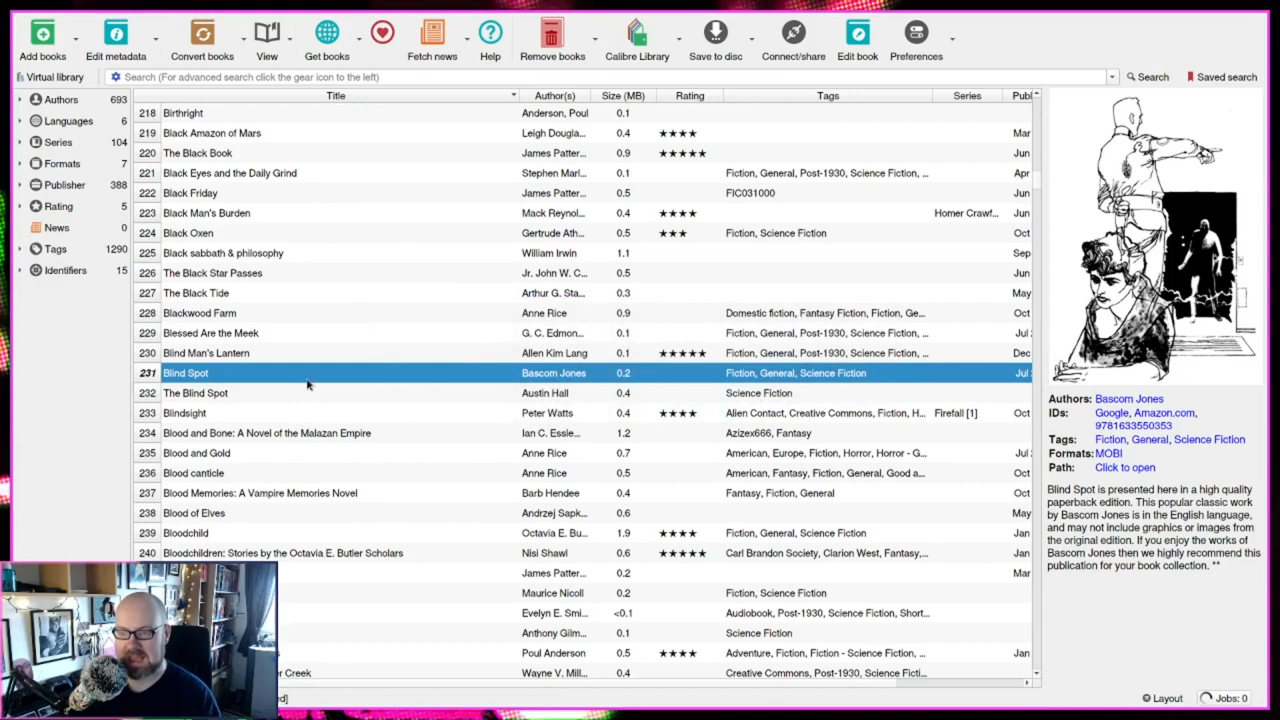 Add books Edit metadata Convert books View Get books Fetch news Help Remove books Calibre Library Save to disc Connect/share Edit book Preferences
Virtual library Search (For advanced search click the gear icon to the left) Search Saved search
Title Author(s) Size (MB) Rating Tags Series Publ
Authors 693
Languages 6
Series 104
Formats 7
Publisher 388
Rating 5
News 0
Tags 1290
Identifiers 15
218 Birthright Anderson, Poul 0.1
219 Black Amazon of Mars Leigh Dougla... 0.4 ★★★★ Mar
220 The Black Book James Patter... 0.9 ★★★★★ Jun
221 Black Eyes and the Daily Grind Stephen Marl... 0.1 Fiction, General, Post-1930, Science Fiction, ... Apr
222 Black Friday James Patter... 0.5 FIC031000 Jun
223 Black Man's Burden Mack Reynol... 0.4 ★★★★ Homer Crawf... Jun
224 Black Oxen Gertrude Ath... 0.5 ★★★ Fiction, Science Fiction Oct
225 Black sabbath & philosophy William Irwin 1.1 Sep
226 The Black Star Passes Jr. John W. C... 0.5 Jun
227 The Black Tide Arthur G. Sta... 0.3 May
228 Blackwood Farm Anne Rice 0.9 Domestic fiction, Fantasy Fiction, Fiction, Ge... Oct
229 Blessed Are the Meek G. C. Edmon... 0.1 Fiction, General, Post-1930, Science Fiction, ... Jul
230 Blind Man's Lantern Allen Kim Lang 0.1 ★★★★★ Fiction, General, Post-1930, Science Fiction, ... Dec
231 Blind Spot Bascom Jones 0.2 Fiction, General, Science Fiction Jul
232 The Blind Spot Austin Hall 0.4 Science Fiction
233 Blindsight Peter Watts 0.4 ★★★★ Alien Contact, Creative Commons, Fiction, H... Firefall [1] Oct
234 Blood and Bone: A Novel of the Malazan Empire Ian C. Essle... 1.2 Azizex666, Fantasy
235 Blood and Gold Anne Rice 0.7 American, Europe, Fiction, Horror, Horror - G... Jul
236 Blood canticle Anne Rice 0.5 American, Fantasy, Fiction, General, Good a... Oct
237 Blood Memories: A Vampire Memories Novel Barb Hendee 0.4 Fantasy, Fiction, General Oct
238 Blood of Elves Andrzej Sapk... 0.6 May
239 Bloodchild Octavia E. Bu... 1.9 ★★★★ Fiction, General, Science Fiction Jan
240 Bloodchildren: Stories by the Octavia E. Butler Scholars Nisi Shawl 0.6 ★★★★★ Carl Brandon Society, Clarion West, Fantasy,... Jan
James Patter... 0.2 Mar
Maurice Nicoll 0.2 Fiction, Science Fiction
Evelyn E. Smi... <0.1 Audiobook, Post-1930, Science Fiction, Short...
Anthony Gilm... 0.1 Science Fiction
Poul Anderson 0.5 ★★★★ Adventure, Fiction, Fiction - Science Fiction, ... Jan
r Creek Wayne V. Mill... 0.4 Creative Commons, Post-1930, Science Ficti...
Authors: Bascom Jones
IDs: Google, Amazon.com,
9781633550353
Tags: Fiction, General, Science Fiction
Formats: MOBI
Path: Click to open
Blind Spot is presented here in a high quality
paperback edition. This popular classic work
by Bascom Jones is in the English language,
and may not include graphics or images from
the original edition. If you enjoy the works of
Bascom Jones then we highly recommend this
publication for your book collection. **
Layout Jobs: 0